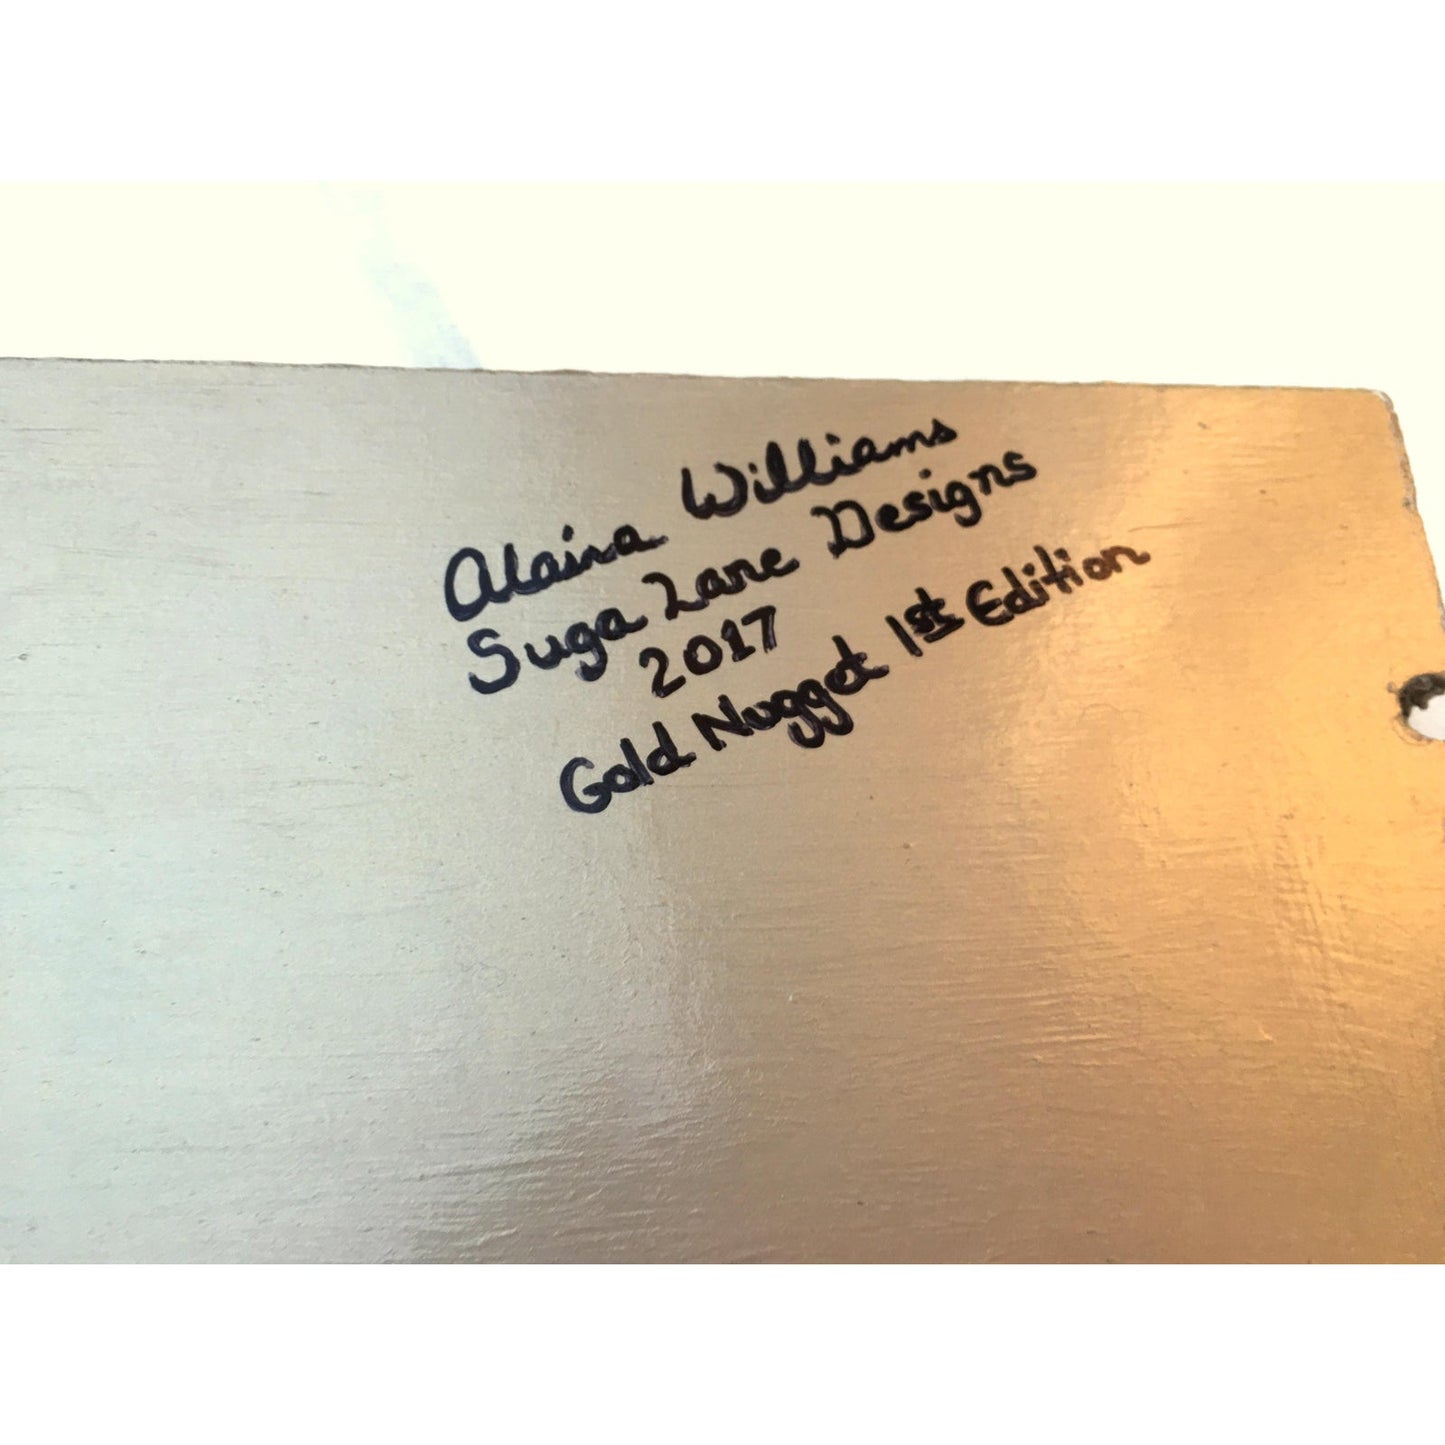 Alaina Williams
Suga Lane Designs
2017
Gold Nugget 1st Edition